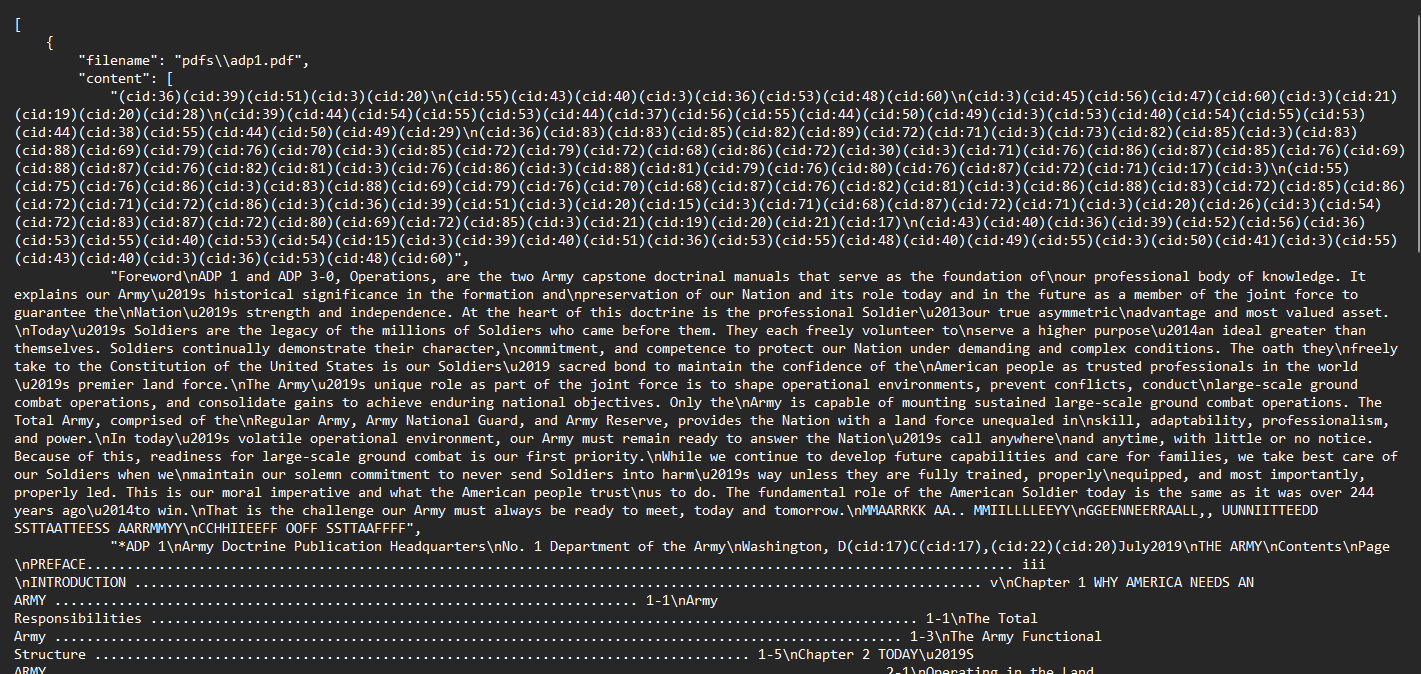 [
{
"filename": "pdfs\\adp1.pdf",
"content": [
"(cid:36)(cid:39)(cid:51)(cid:3)(cid:20)\n(cid:55)(cid:43)(cid:40)(cid:3)(cid:36)(cid:53)(cid:48)(cid:60)\n(cid:3)(cid:45)(cid:56)(cid:47)(cid:60)(cid:3)(cid:21)
(cid:19)(cid:20)(cid:28)\n(cid:39)(cid:44)(cid:54)(cid:55)(cid:53)(cid:44)(cid:37)(cid:56)(cid:55)(cid:44)(cid:50)(cid:49)(cid:3)(cid:53)(cid:40)(cid:54)(cid:55)(cid:53)
(cid:44)(cid:38)(cid:55)(cid:44)(cid:50)(cid:49)(cid:29)\n(cid:36)(cid:83)(cid:83)(cid:85)(cid:82)(cid:89)(cid:72)(cid:71)(cid:3)(cid:73)(cid:82)(cid:85)(cid:3)(cid:83)
(cid:88)(cid:69)(cid:79)(cid:76)(cid:70)(cid:3)(cid:85)(cid:72)(cid:79)(cid:72)(cid:68)(cid:86)(cid:72)(cid:30)(cid:3)(cid:71)(cid:76)(cid:86)(cid:87)(cid:85)(cid:76)(cid:69)
(cid:88)(cid:87)(cid:76)(cid:82)(cid:81)(cid:3)(cid:76)(cid:86)(cid:3)(cid:88)(cid:81)(cid:79)(cid:76)(cid:80)(cid:76)(cid:87)(cid:72)(cid:71)(cid:17)(cid:3)\n(cid:55)
(cid:75)(cid:76)(cid:86)(cid:3)(cid:83)(cid:88)(cid:69)(cid:79)(cid:76)(cid:70)(cid:68)(cid:87)(cid:76)(cid:82)(cid:81)(cid:3)(cid:86)(cid:88)(cid:83)(cid:72)(cid:85)(cid:86)
(cid:72)(cid:71)(cid:72)(cid:86)(cid:3)(cid:36)(cid:39)(cid:51)(cid:3)(cid:20)(cid:15)(cid:3)(cid:71)(cid:68)(cid:87)(cid:72)(cid:71)(cid:3)(cid:20)(cid:26)(cid:3)(cid:54)
(cid:72)(cid:83)(cid:87)(cid:72)(cid:80)(cid:69)(cid:72)(cid:85)(cid:3)(cid:21)(cid:19)(cid:20)(cid:21)(cid:17)\n(cid:43)(cid:40)(cid:36)(cid:39)(cid:52)(cid:56)(cid:36)
(cid:53)(cid:55)(cid:40)(cid:53)(cid:54)(cid:15)(cid:3)(cid:39)(cid:40)(cid:51)(cid:36)(cid:53)(cid:55)(cid:48)(cid:40)(cid:49)(cid:55)(cid:3)(cid:50)(cid:41)(cid:3)(cid:55)
(cid:43)(cid:40)(cid:3)(cid:36)(cid:53)(cid:48)(cid:60)",
"Foreword\nADP 1 and ADP 3-0, Operations, are the two Army capstone doctrinal manuals that serve as the foundation of\nour professional body of knowledge. It
explains our Army\u2019s historical significance in the formation and\npreservation of our Nation and its role today and in the future as a member of the joint force to
guarantee the\nNation\u2019s strength and independence. At the heart of this doctrine is the professional Soldier\u2013our true asymmetric\nadvantage and most valued asset.
\nToday\u2019s Soldiers are the legacy of the millions of Soldiers who came before them. They each freely volunteer to\nserve a higher purpose\u2014an ideal greater than
themselves. Soldiers continually demonstrate their character,\ncommitment, and competence to protect our Nation under demanding and complex conditions. The oath they\nfreely
take to the Constitution of the United States is our Soldiers\u2019 sacred bond to maintain the confidence of the\nAmerican people as trusted professionals in the world
\u2019s premier land force.\nThe Army\u2019s unique role as part of the joint force is to shape operational environments, prevent conflicts, conduct\nlarge-scale ground
combat operations, and consolidate gains to achieve enduring national objectives. Only the\nArmy is capable of mounting sustained large-scale ground combat operations. The
Total Army, comprised of the\nRegular Army, Army National Guard, and Army Reserve, provides the Nation with a land force unequaled in\nskill, adaptability, professionalism,
and power.\nIn today\u2019s volatile operational environment, our Army must remain ready to answer the Nation\u2019s call anywhere\nand anytime, with little or no notice.
Because of this, readiness for large-scale ground combat is our first priority.\nWhile we continue to develop future capabilities and care for families, we take best care of
our Soldiers when we\nmaintain our solemn commitment to never send Soldiers into harm\u2019s way unless they are fully trained, properly\nequipped, and most importantly,
properly led. This is our moral imperative and what the American people trust\nus to do. The fundamental role of the American Soldier today is the same as it was over 244
years ago\u2014to win.\nThat is the challenge our Army must always be ready to meet, today and tomorrow.\nMMAARRKK AA.. MMIILLLLEEYY\nGGEENNEERRAALL,, UUNNIITTEEDD
SSTTAATTEESS AARRMMYY\nCCHHIIEEFF OOFF SSTTAAFFFF",
"*ADP 1\nArmy Doctrine Publication Headquarters\nNo. 1 Department of the Army\nWashington, D(cid:17)C(cid:17),(cid:22)(cid:20)July2019\nTHE ARMY\nContents\nPage
\nPREFACE.................................................................................................................... iii
\nINTRODUCTION .......................................................................................................... v\nChapter 1 WHY AMERICA NEEDS AN
ARMY ......................................................................... 1-1\nArmy
Responsibilities ................................................................................................ 1-1\nThe Total
Army .......................................................................................................... 1-3\nThe Army Functional
Structure .................................................................................. 1-5\nChapter 2 TODAY\u2019S
ARMY ......................................................................................................... 2-1\nOperating in the Land